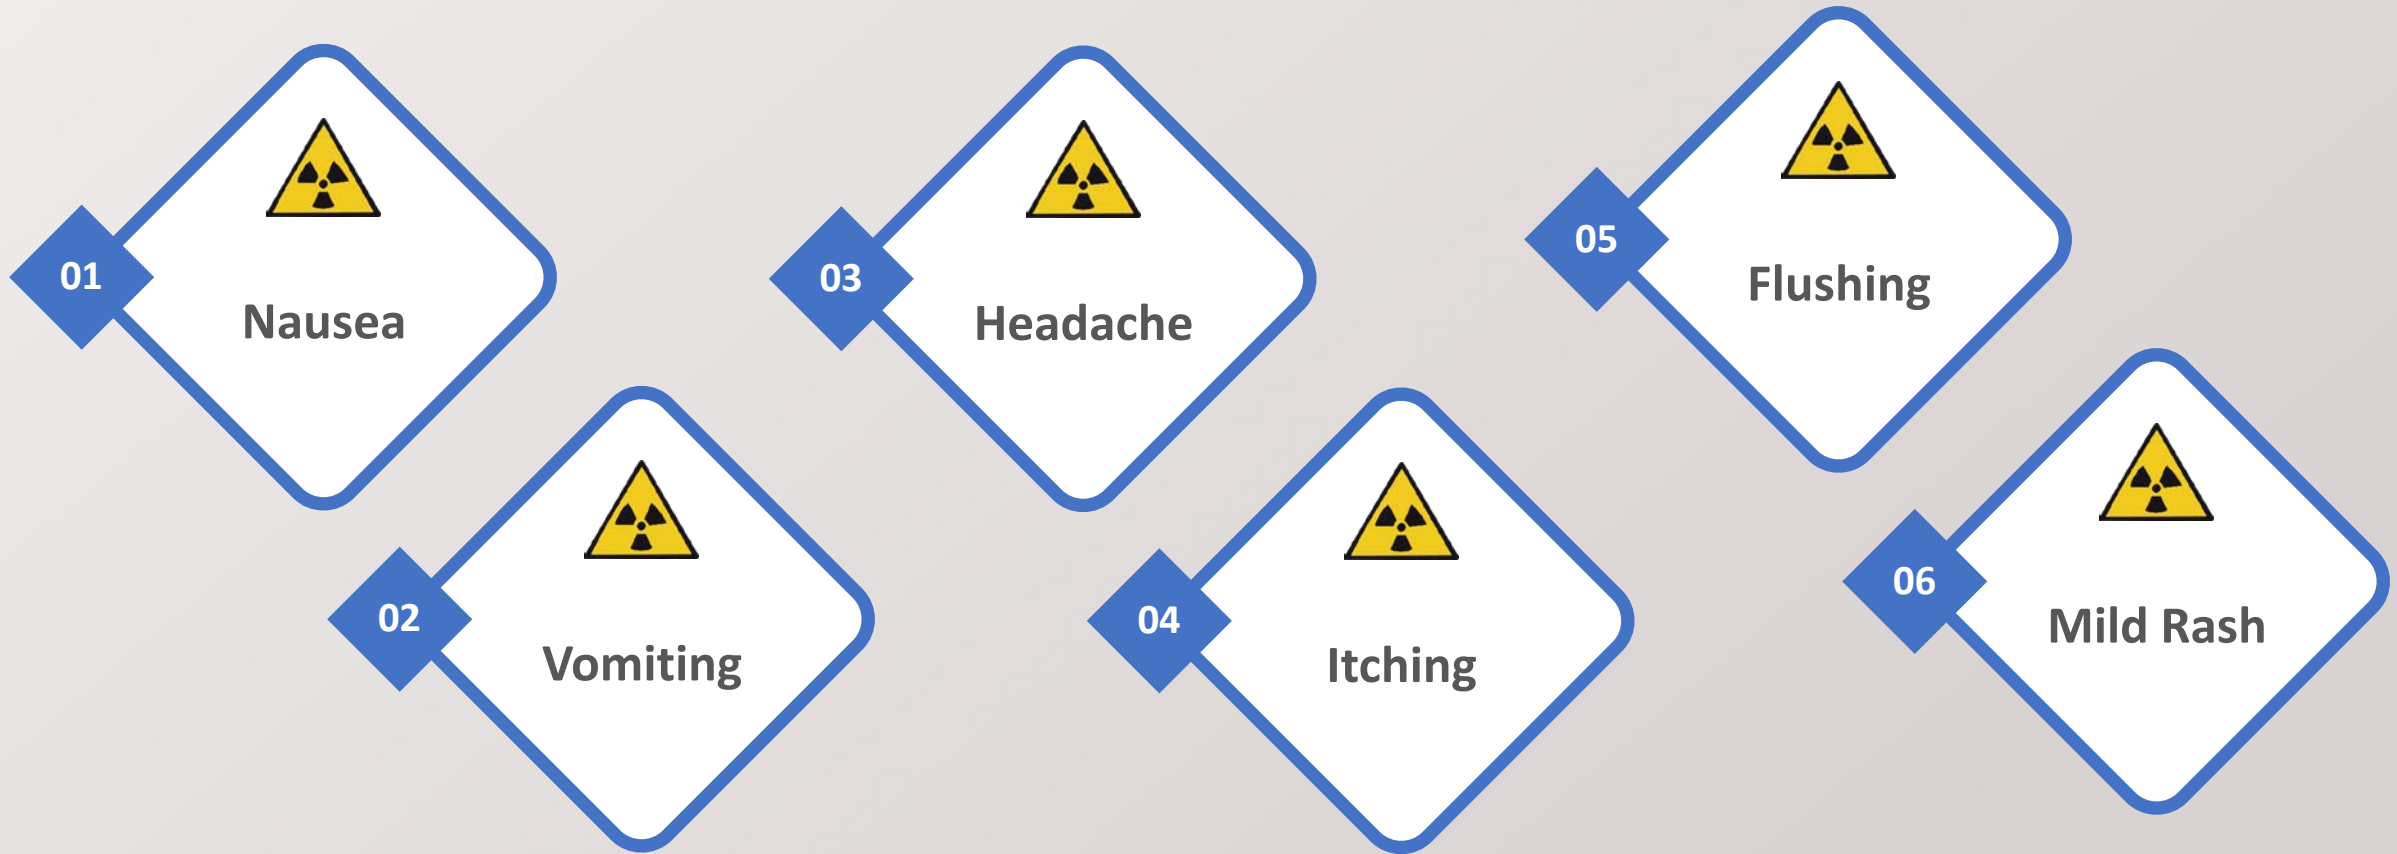 01
Nausea
02
Vomiting
03
Headache
04
Itching
05
Flushing
06
Mild Rash